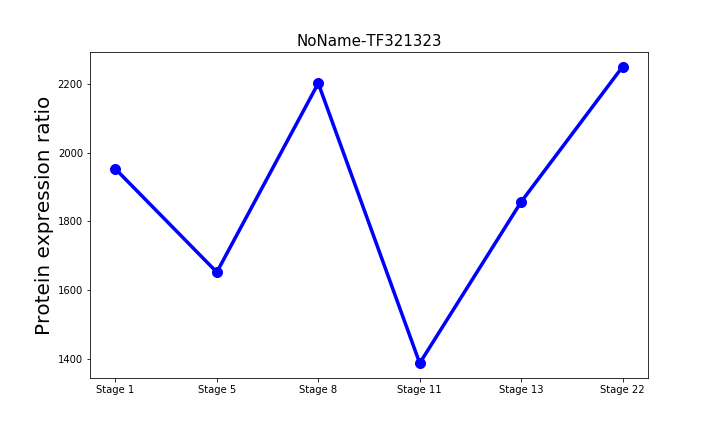 NoName-TF321323
Protein expression ratio
2200
2000
1800
1600
1400
Stage 1 Stage 5 Stage 8 Stage 11 Stage 13 Stage 22